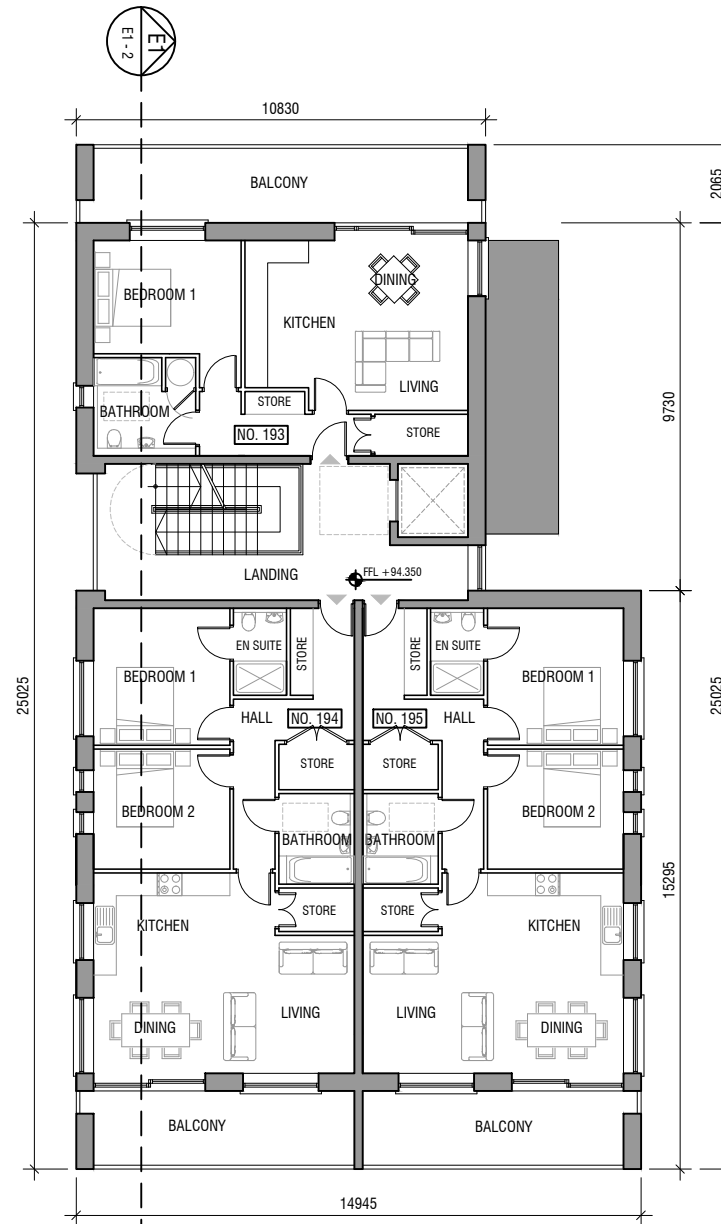 E1
E1 - 2
10830
2065
BALCONY
BEDROOM 1
DINING
KITCHEN
LIVING
9730
BATHROOM
STORE
STORE
NO. 193
LANDING
FFL +94.350
25025
25025
EN SUITE
STORE
STORE
EN SUITE
BEDROOM 1
BEDROOM 1
HALL
NO. 194
NO. 195
HALL
STORE
STORE
BEDROOM 2
BEDROOM 2
BATHROOM
BATHROOM
15295
STORE
STORE
KITCHEN
KITCHEN
LIVING
LIVING
DINING
DINING
BALCONY
BALCONY
14945